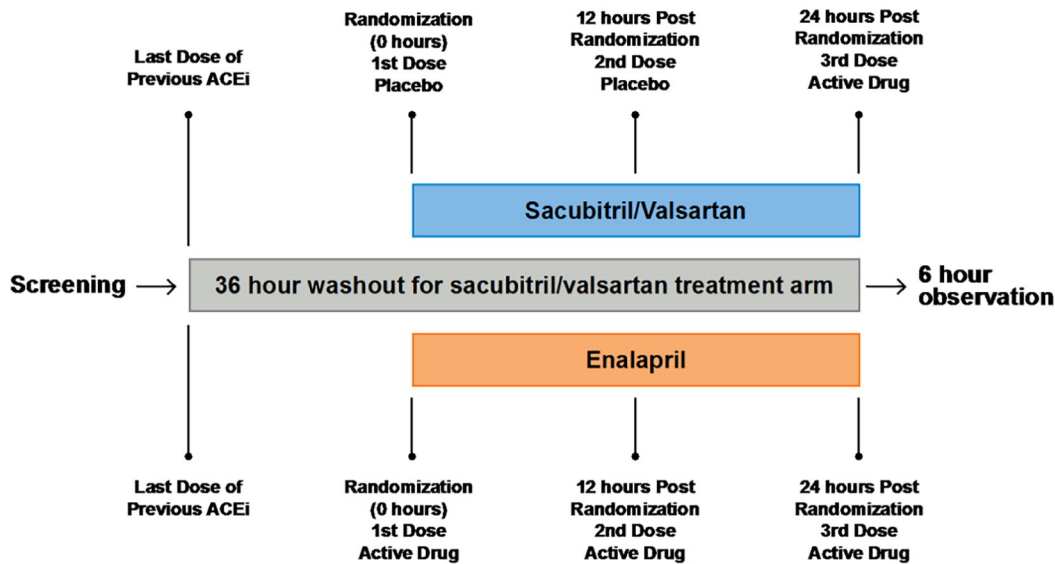 Last Dose of
Previous ACEi
Randomization
(0 hours)
1st Dose
Placebo
12 hours Post
Randomization
2nd Dose
Placebo
24 hours Post
Randomization
3rd Dose
Active Drug
Sacubitril/Valsartan
Screening
36 hour washout for sacubitril/valsartan treatment arm
6 hour
observation
Enalapril
Last Dose of
Previous ACEi
Randomization
(0 hours)
1st Dose
Active Drug
12 hours Post
Randomization
2nd Dose
Active Drug
24 hours Post
Randomization
3rd Dose
Active Drug